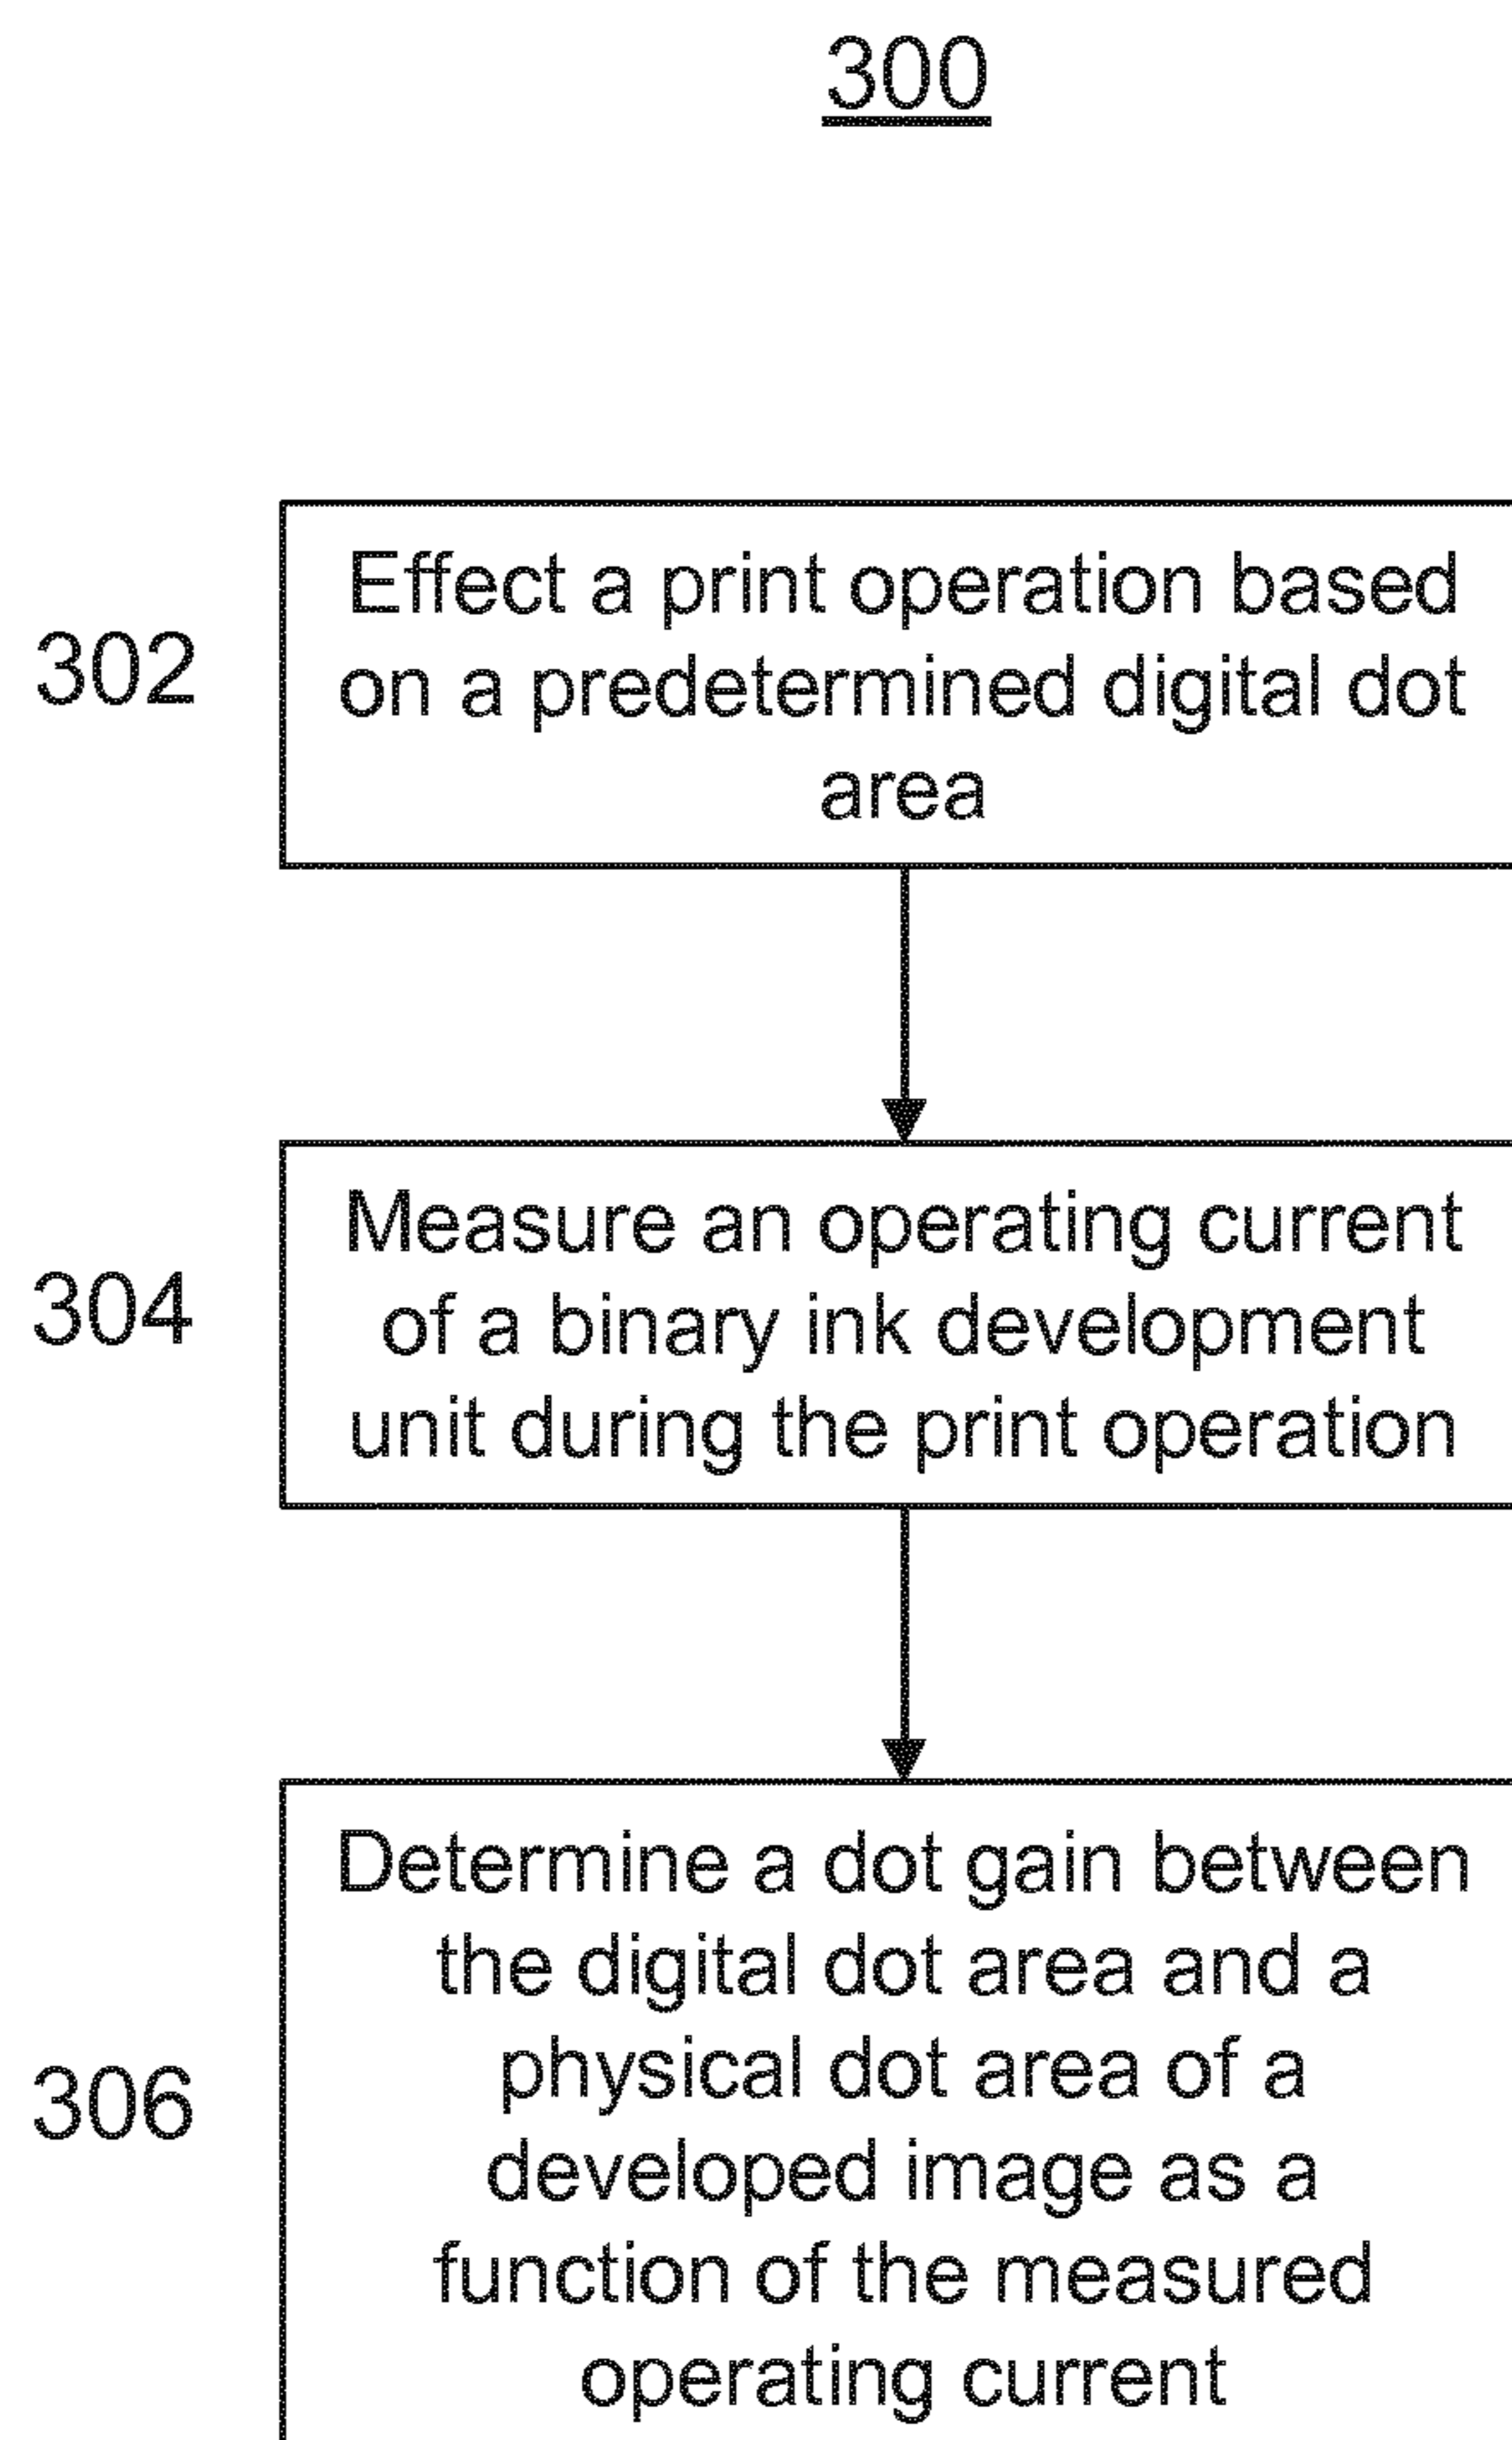 300
302
Effect a print operation based
on a predetermined digital dot
area
304
Measure an operating current
of a binary ink development
unit during the print operation
306
Determine a dot gain between
the digital dot area and a
physical dot area of a
developed image as a
function of the measured
operating current